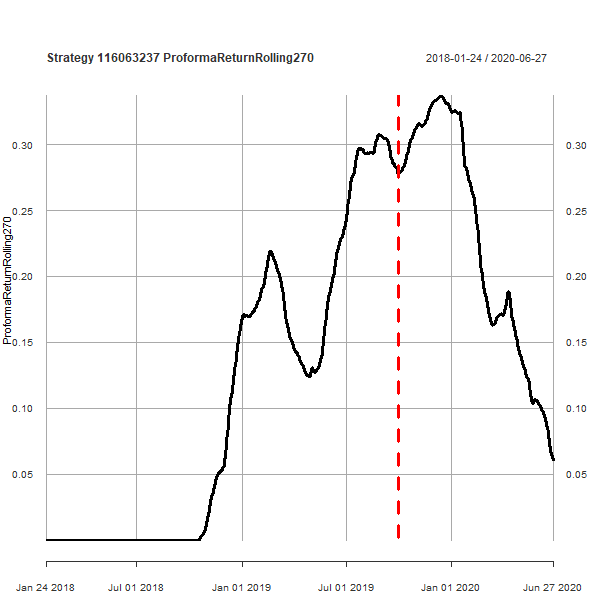 Strategy 116063237 ProformaReturnRolling270
2018-01-24 / 2020-06-27
ProformaReturnRolling270
0.30
0.25
0.20
0.15
0.10
0.05
0.30
0.25
0.20
0.15
0.10
0.05
Jan 24 2018
Jul 01 2018
Jan 01 2019
Jul 01 2019
Jan 01 2020
Jun 27 2020